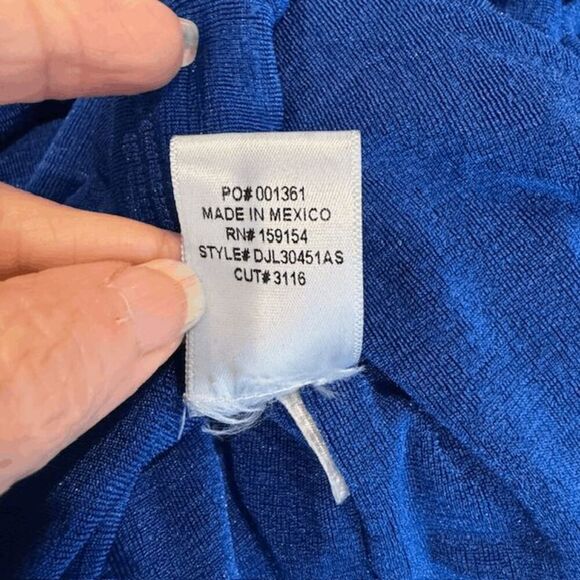 PO# 001361
MADE IN MEXICO
RN# 159154
STYLE# DJL30451AS
CUT# 3116